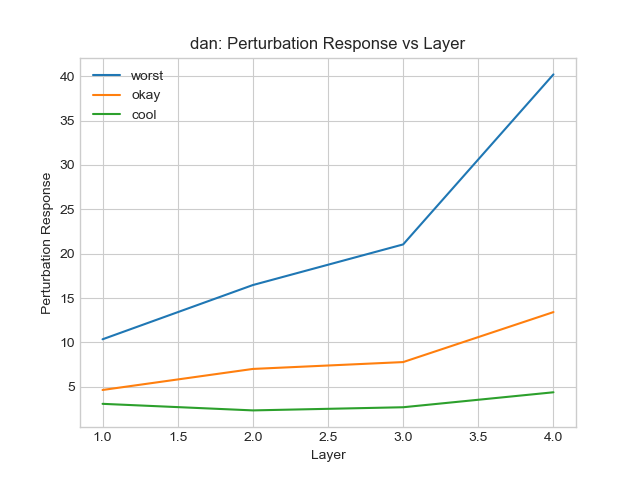 dan: Perturbation Response vs Layer
worst
okay
cool
40
35
30
25
20
15
10
5
Perturbation Response
1.0 1.5 2.0 2.5 3.0 3.5 4.0
Layer